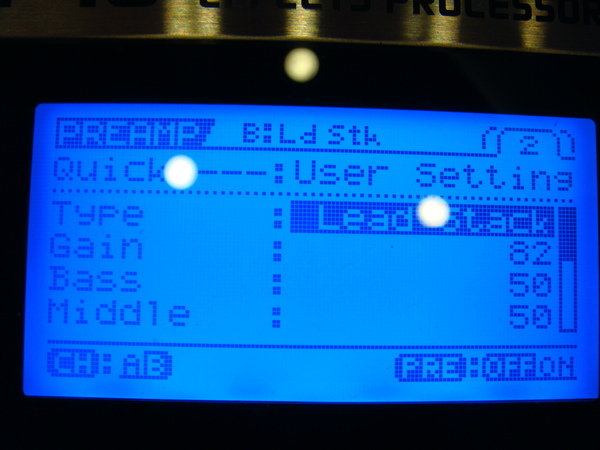 EFFECTS PROCESSOR
PREAMP B:Ld Stk 2
Quick ---: User Setting
Type : Lead Stack
Gain : 62
Bass : 50
Middle : 50
CH:AB PRE:OFF ON